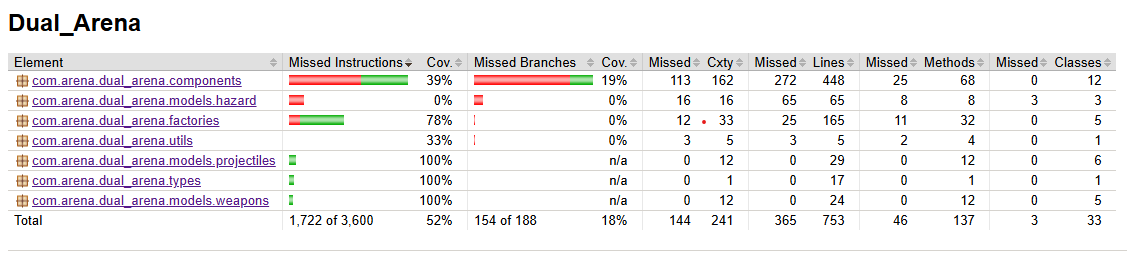 Dual_Arena
Element Missed Instructions Cov. Missed Branches Cov. Missed Cxty Missed Lines Missed Methods Missed Classes
com.arena.dual_arena.components 39% 19% 113 162 272 448 25 68 0 12
com.arena.dual_arena.models.hazard 0% 0% 16 16 65 65 8 8 3 3
com.arena.dual_arena.factories 78% 0% 12 33 25 165 11 32 0 5
com.arena.dual_arena.utils 33% 0% 3 5 3 5 2 4 0 1
com.arena.dual_arena.models.projectiles 100% n/a 0 12 0 29 0 12 0 6
com.arena.dual_arena.types 100% n/a 0 1 0 17 0 1 0 1
com.arena.dual_arena.models.weapons 100% n/a 0 12 0 24 0 12 0 5
Total 1,722 of 3,600 52% 154 of 188 18% 144 241 365 753 46 137 3 33